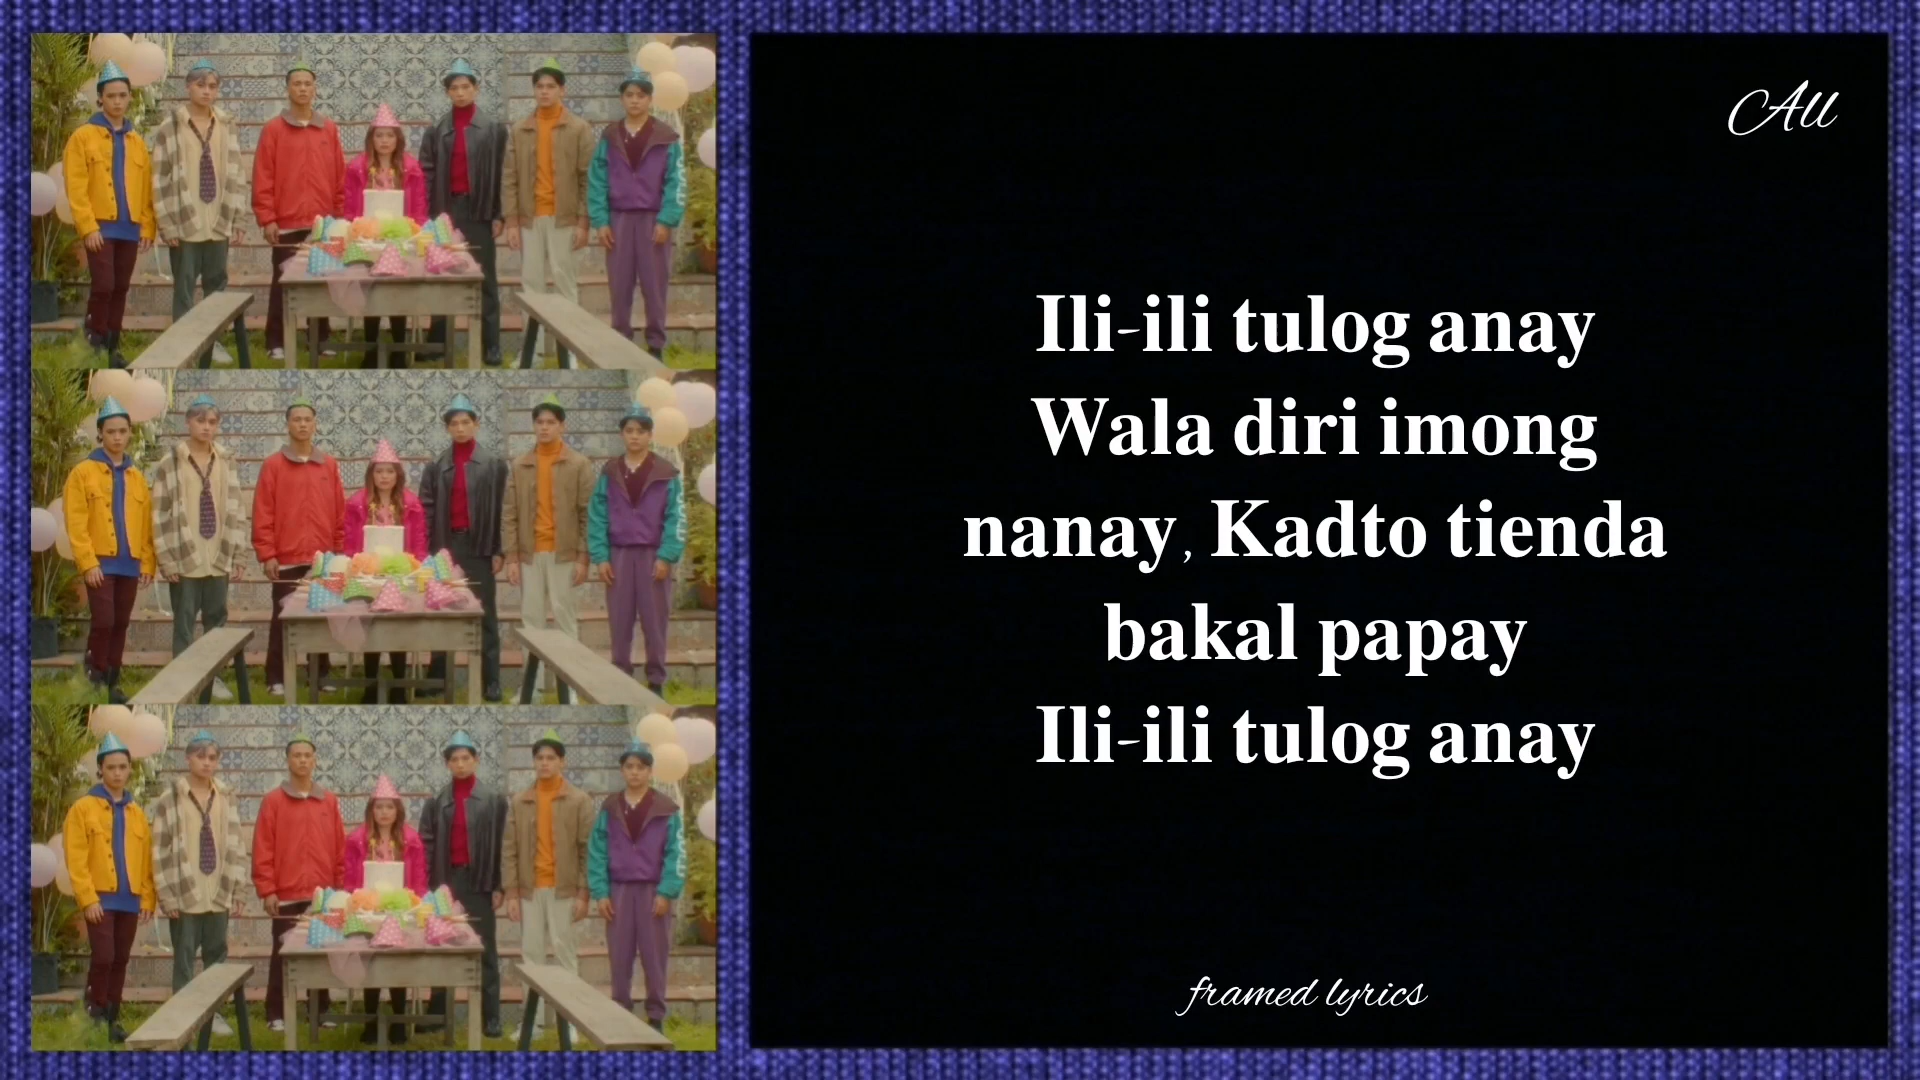 All
Ili-ili tulog anay
Wala diri imong
nanay, Kadto tienda
bakal papay
Ili-ili tulog anay
framed lyrics